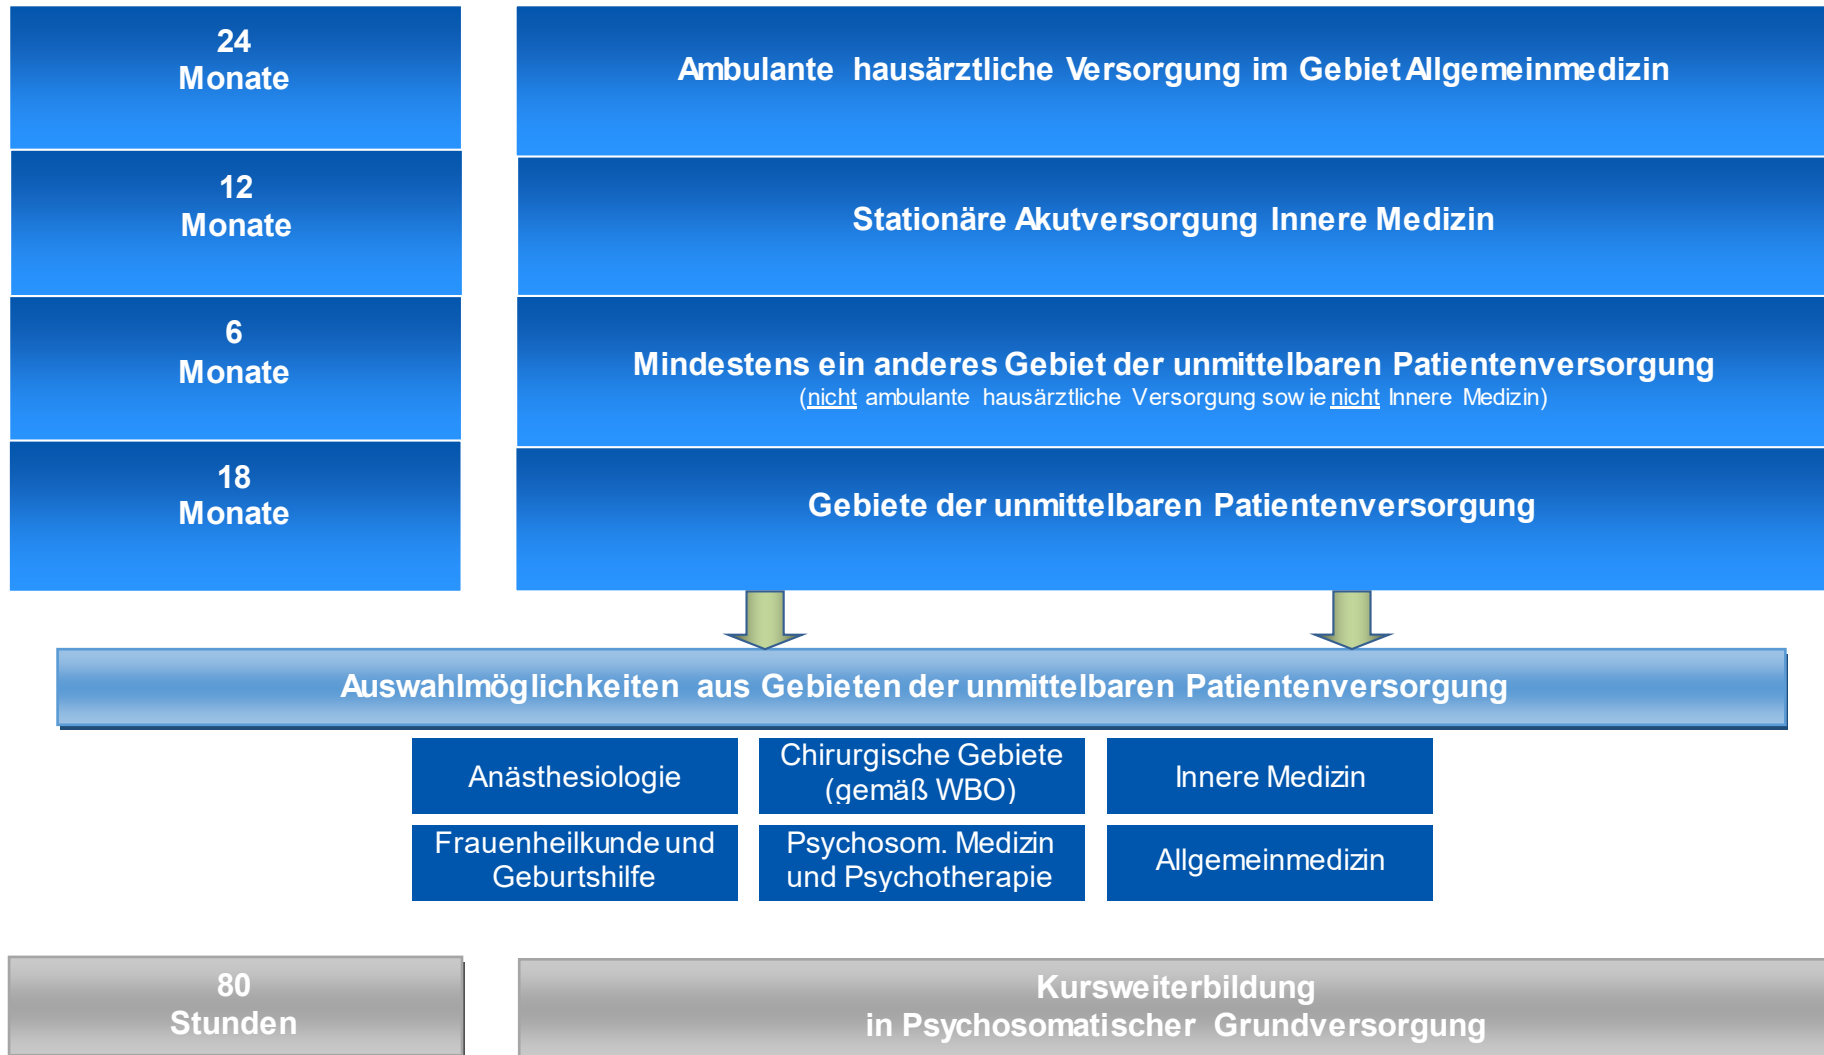 24
Monate
Ambulante hausärztliche Versorgung im Gebiet Allgemeinmedizin
12
Monate
Stationäre Akutversorgung Innere Medizin
6
Monate
Mindestens ein anderes Gebiet der unmittelbaren Patientenversorgung
(nicht ambulante hausärztliche Versorgung sowie nicht Innere Medizin)
18
Monate
Gebiete der unmittelbaren Patientenversorgung
Auswahlmöglichkeiten aus Gebieten der unmittelbaren Patientenversorgung
Anästhesiologie
Chirurgische Gebiete
(gemäß WBO)
Innere Medizin
Frauenheilkunde und
Geburtshilfe
Psychosom. Medizin
und Psychotherapie
Allgemeinmedizin
80
Stunden
Kursweiterbildung
in Psychosomatischer Grundversorgung